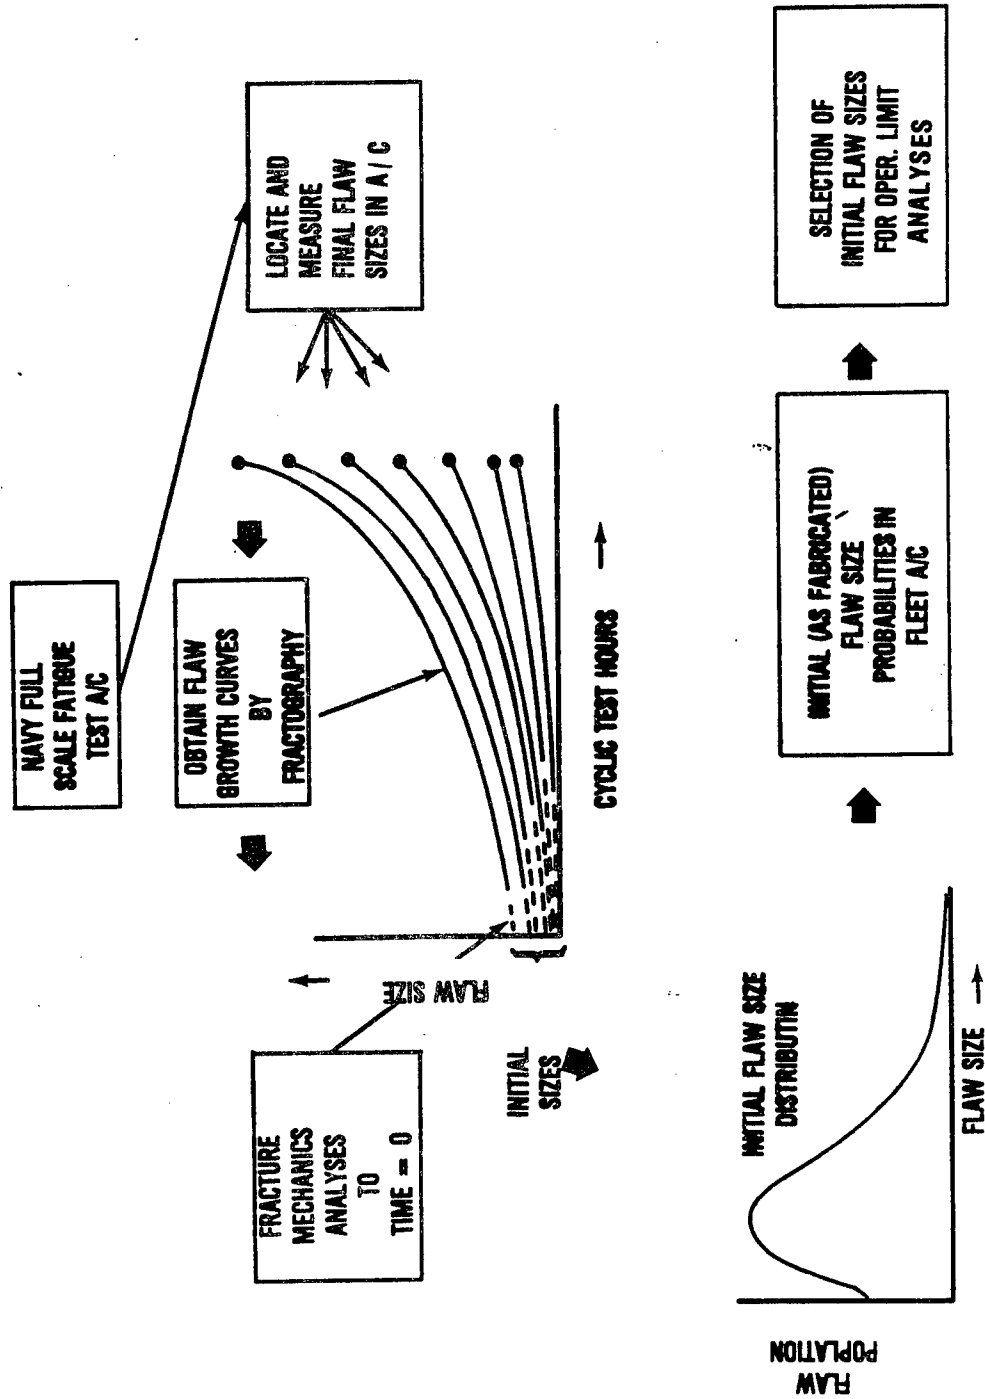 NAVY FULL
SCALE FATIGUE
TEST A/C
OBTAIN FLAW
GROWTH CURVES
BY
FRACTOGRAPHY
LOCATE AND
MEASURE
FINAL FLAW
SIZES IN A/C
FRACTURE
MECHANICS
ANALYSES
TO
TIME = 0
FLAW SIZE
INITIAL
SIZES
CYCLIC TEST HOURS
FLAW
POPLATION
INITIAL FLAW SIZE
DISTRIBUTIN
FLAW SIZE
INITIAL (AS FABRICATED)
FLAW SIZE
PROBABILITIES IN
FLEET A/C
SELECTION OF
INITIAL FLAW SIZES
FOR OPER. LIMIT
ANALYSES